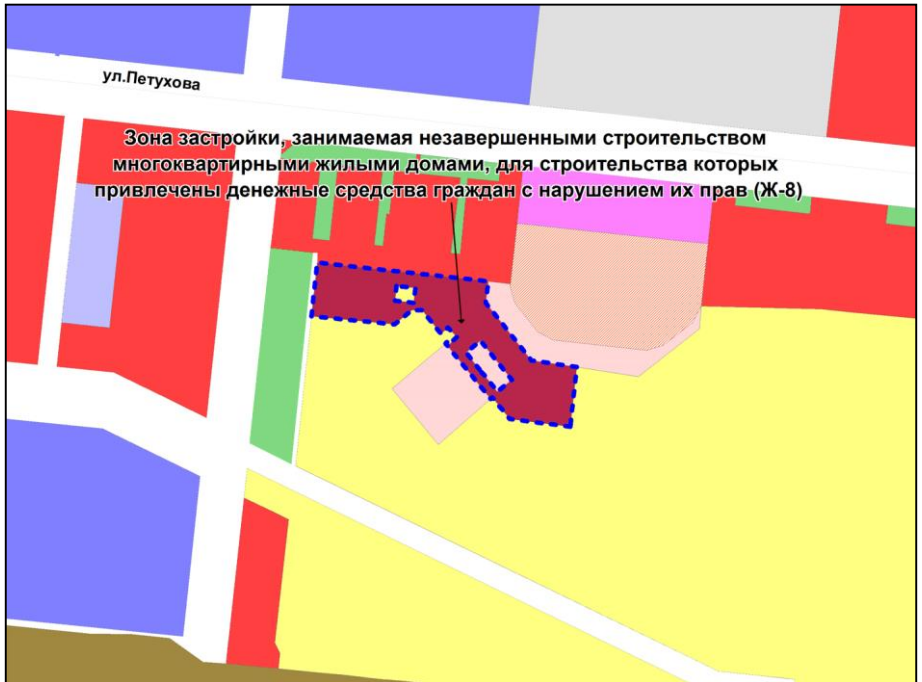 ул.Петухова
Зона застройки, занимаемая незавершенными строительством
многоквартирными жилыми домами, для строительства которых
привлечены денежные средства граждан с нарушением их прав (Ж-8)